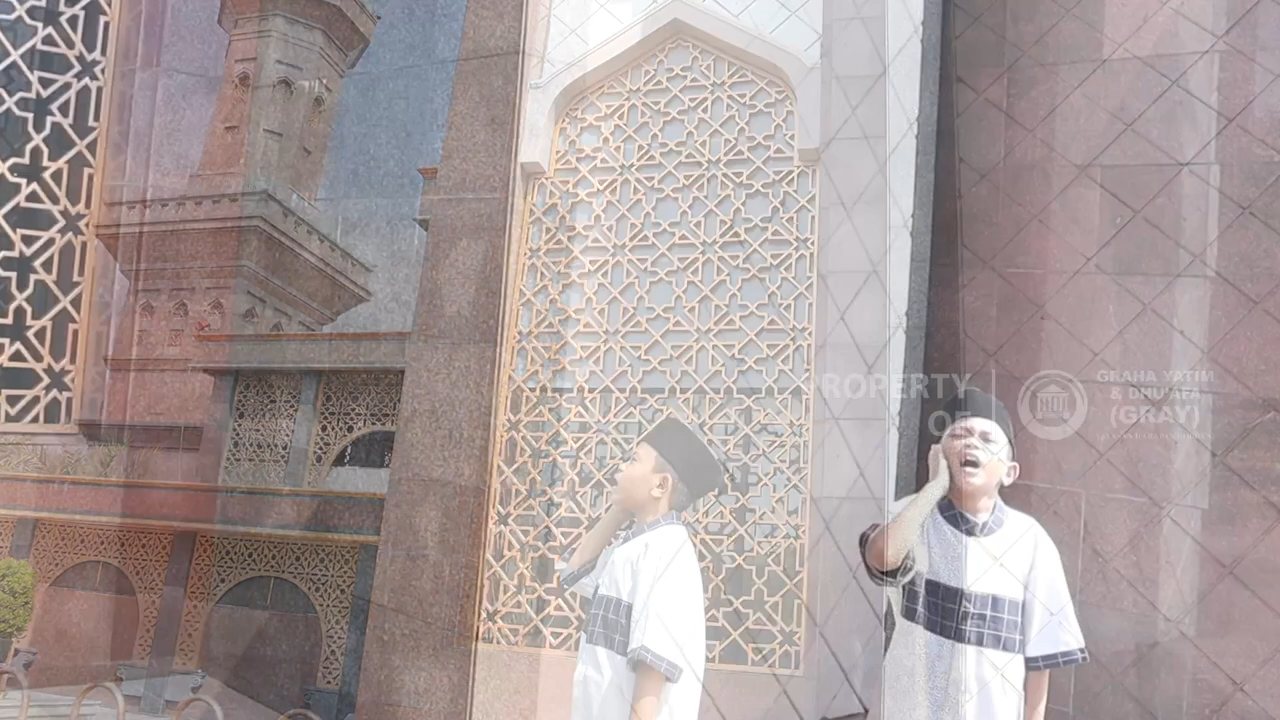 PROPERTY
OF
GRAHA YATIM
& DHU'AFA
(GRAY)